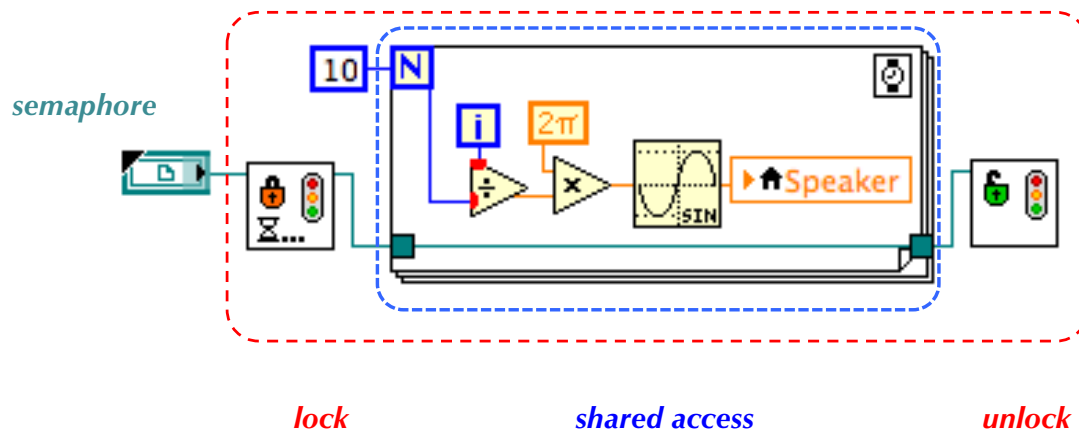 10 N
semaphore
i 2π
÷ × Speaker
SIN
...
lock shared access unlock